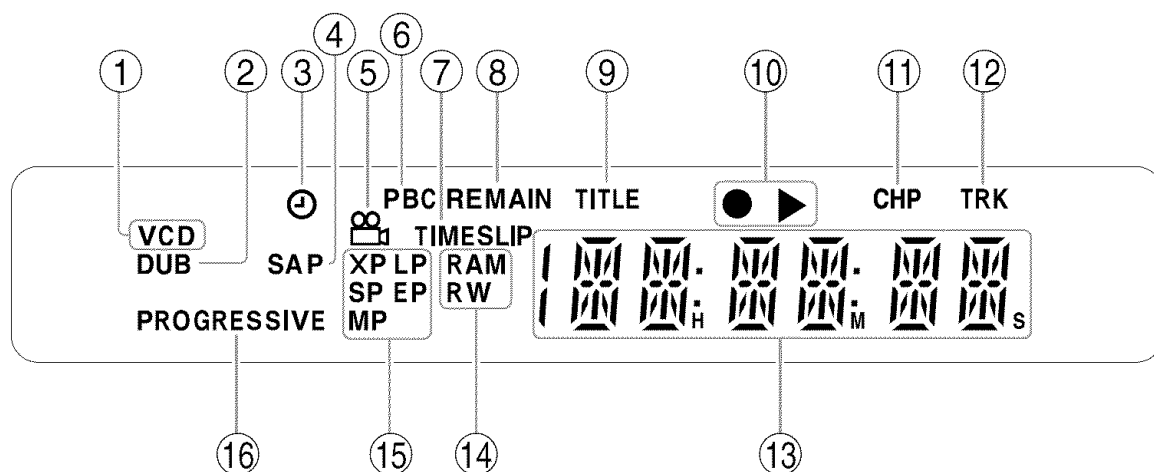 ① ② ③ ④ ⑤ ⑥ ⑦ ⑧ ⑨ ⑩ ⑪ ⑫
PBC REMAIN TITLE CHP TRK
VCD TIMESLIP
DUB SAP XP LP RAM
SP EP RW
PROGRESSIVE MP H M S
⑯ ⑮ ⑭ ⑬